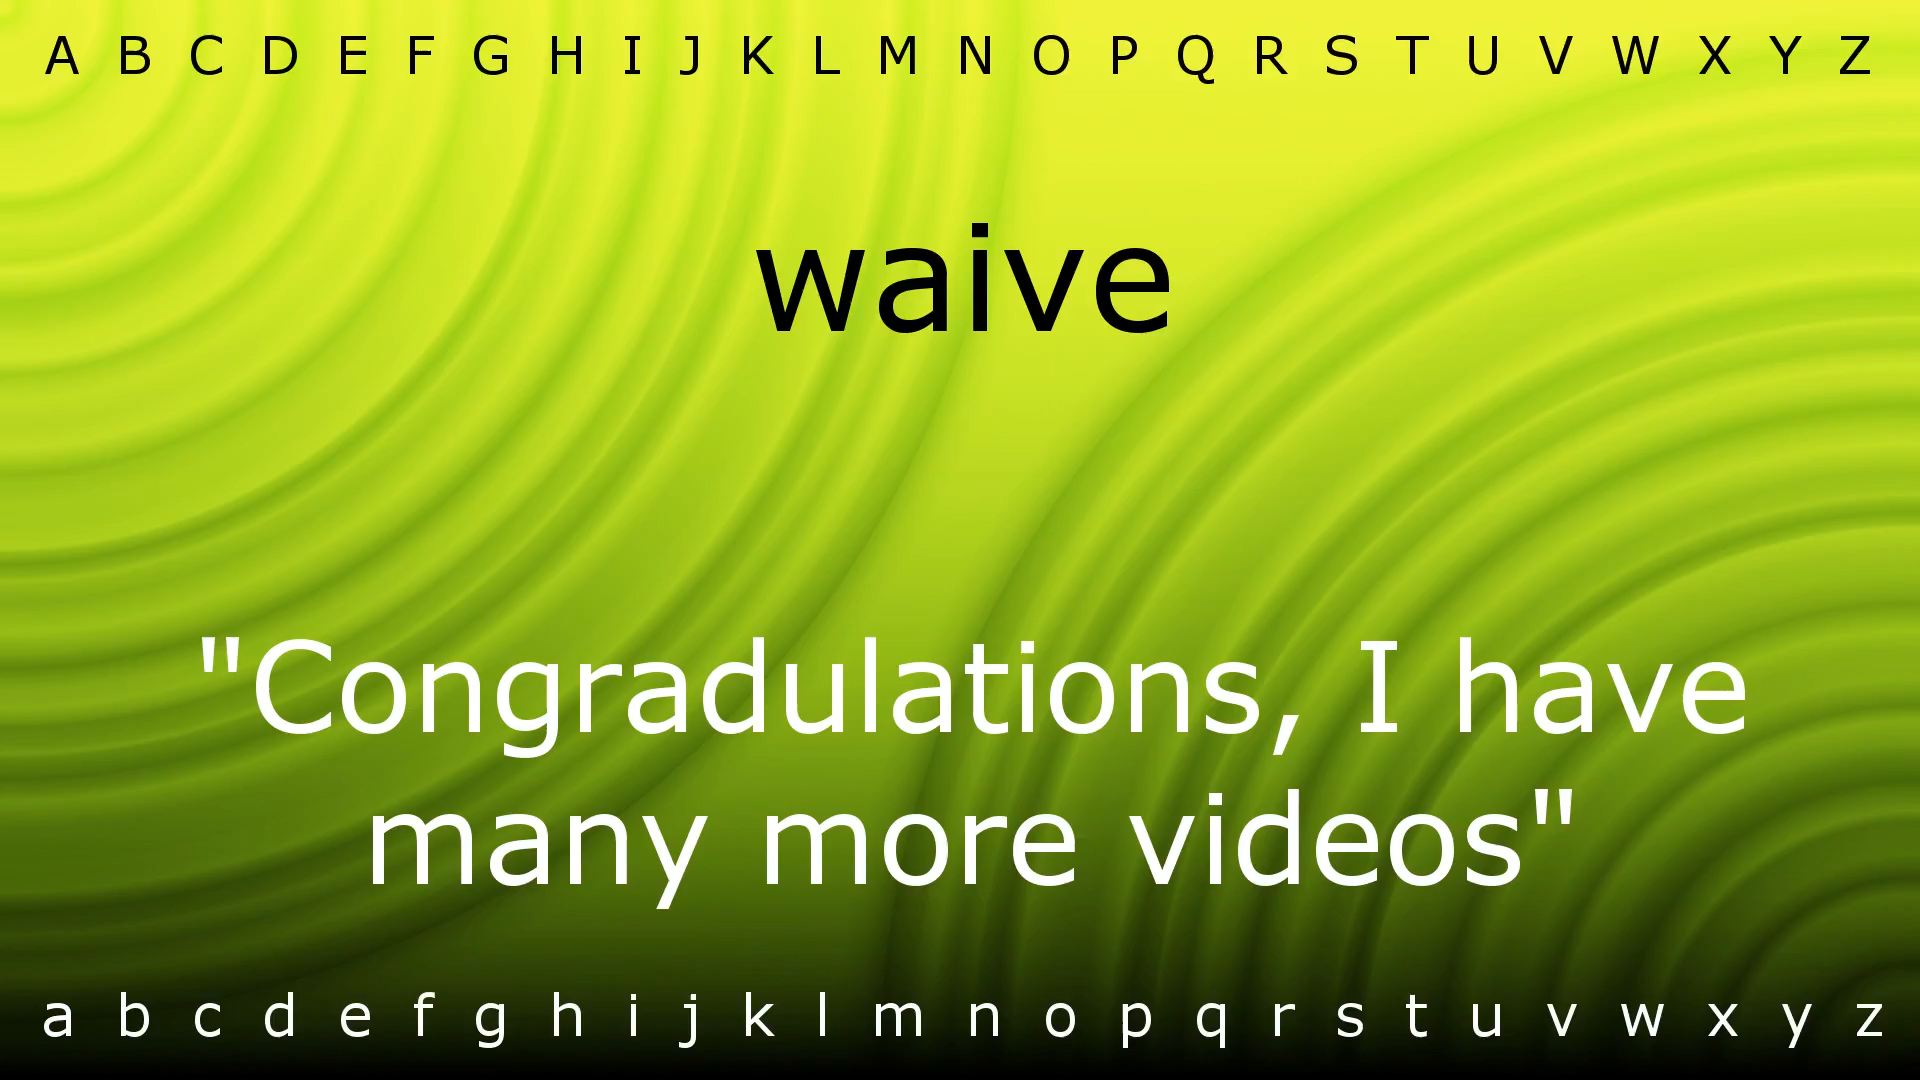 A B C D E F G H I J K L M N O P Q R S T U V W X Y Z
waive
"Congradulations, I have
many more videos"
a b c d e f g h i j k l m n o p q r s t u v w x y z